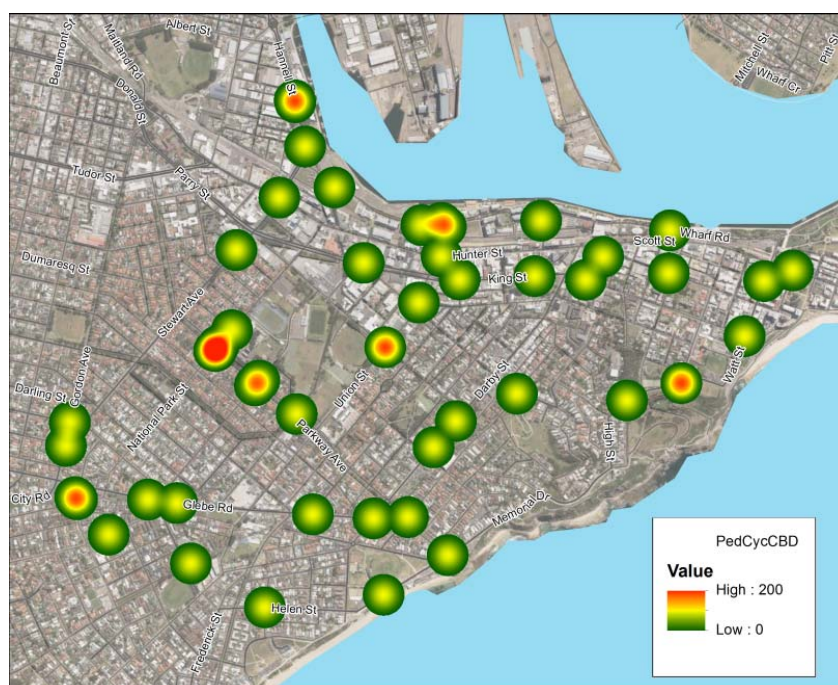 Albert St
Beaumont St
Maitland Rd
Hannell St
Mitchell St
Pitt St
Wharf Cr
Donald St
Parry St
Tudor St
Wharf Rd
Scott St
Hunter St
Dumaresq St
King St
Stewart Ave
Gordon Ave
Union St
Darby St
Watt St
Darling St
National Park St
Parkway Ave
High St
City Rd
Glebe Rd
Memorial Dr
PedCycCBD
Value
High : 200
Low : 0
Helen St
Frederick St